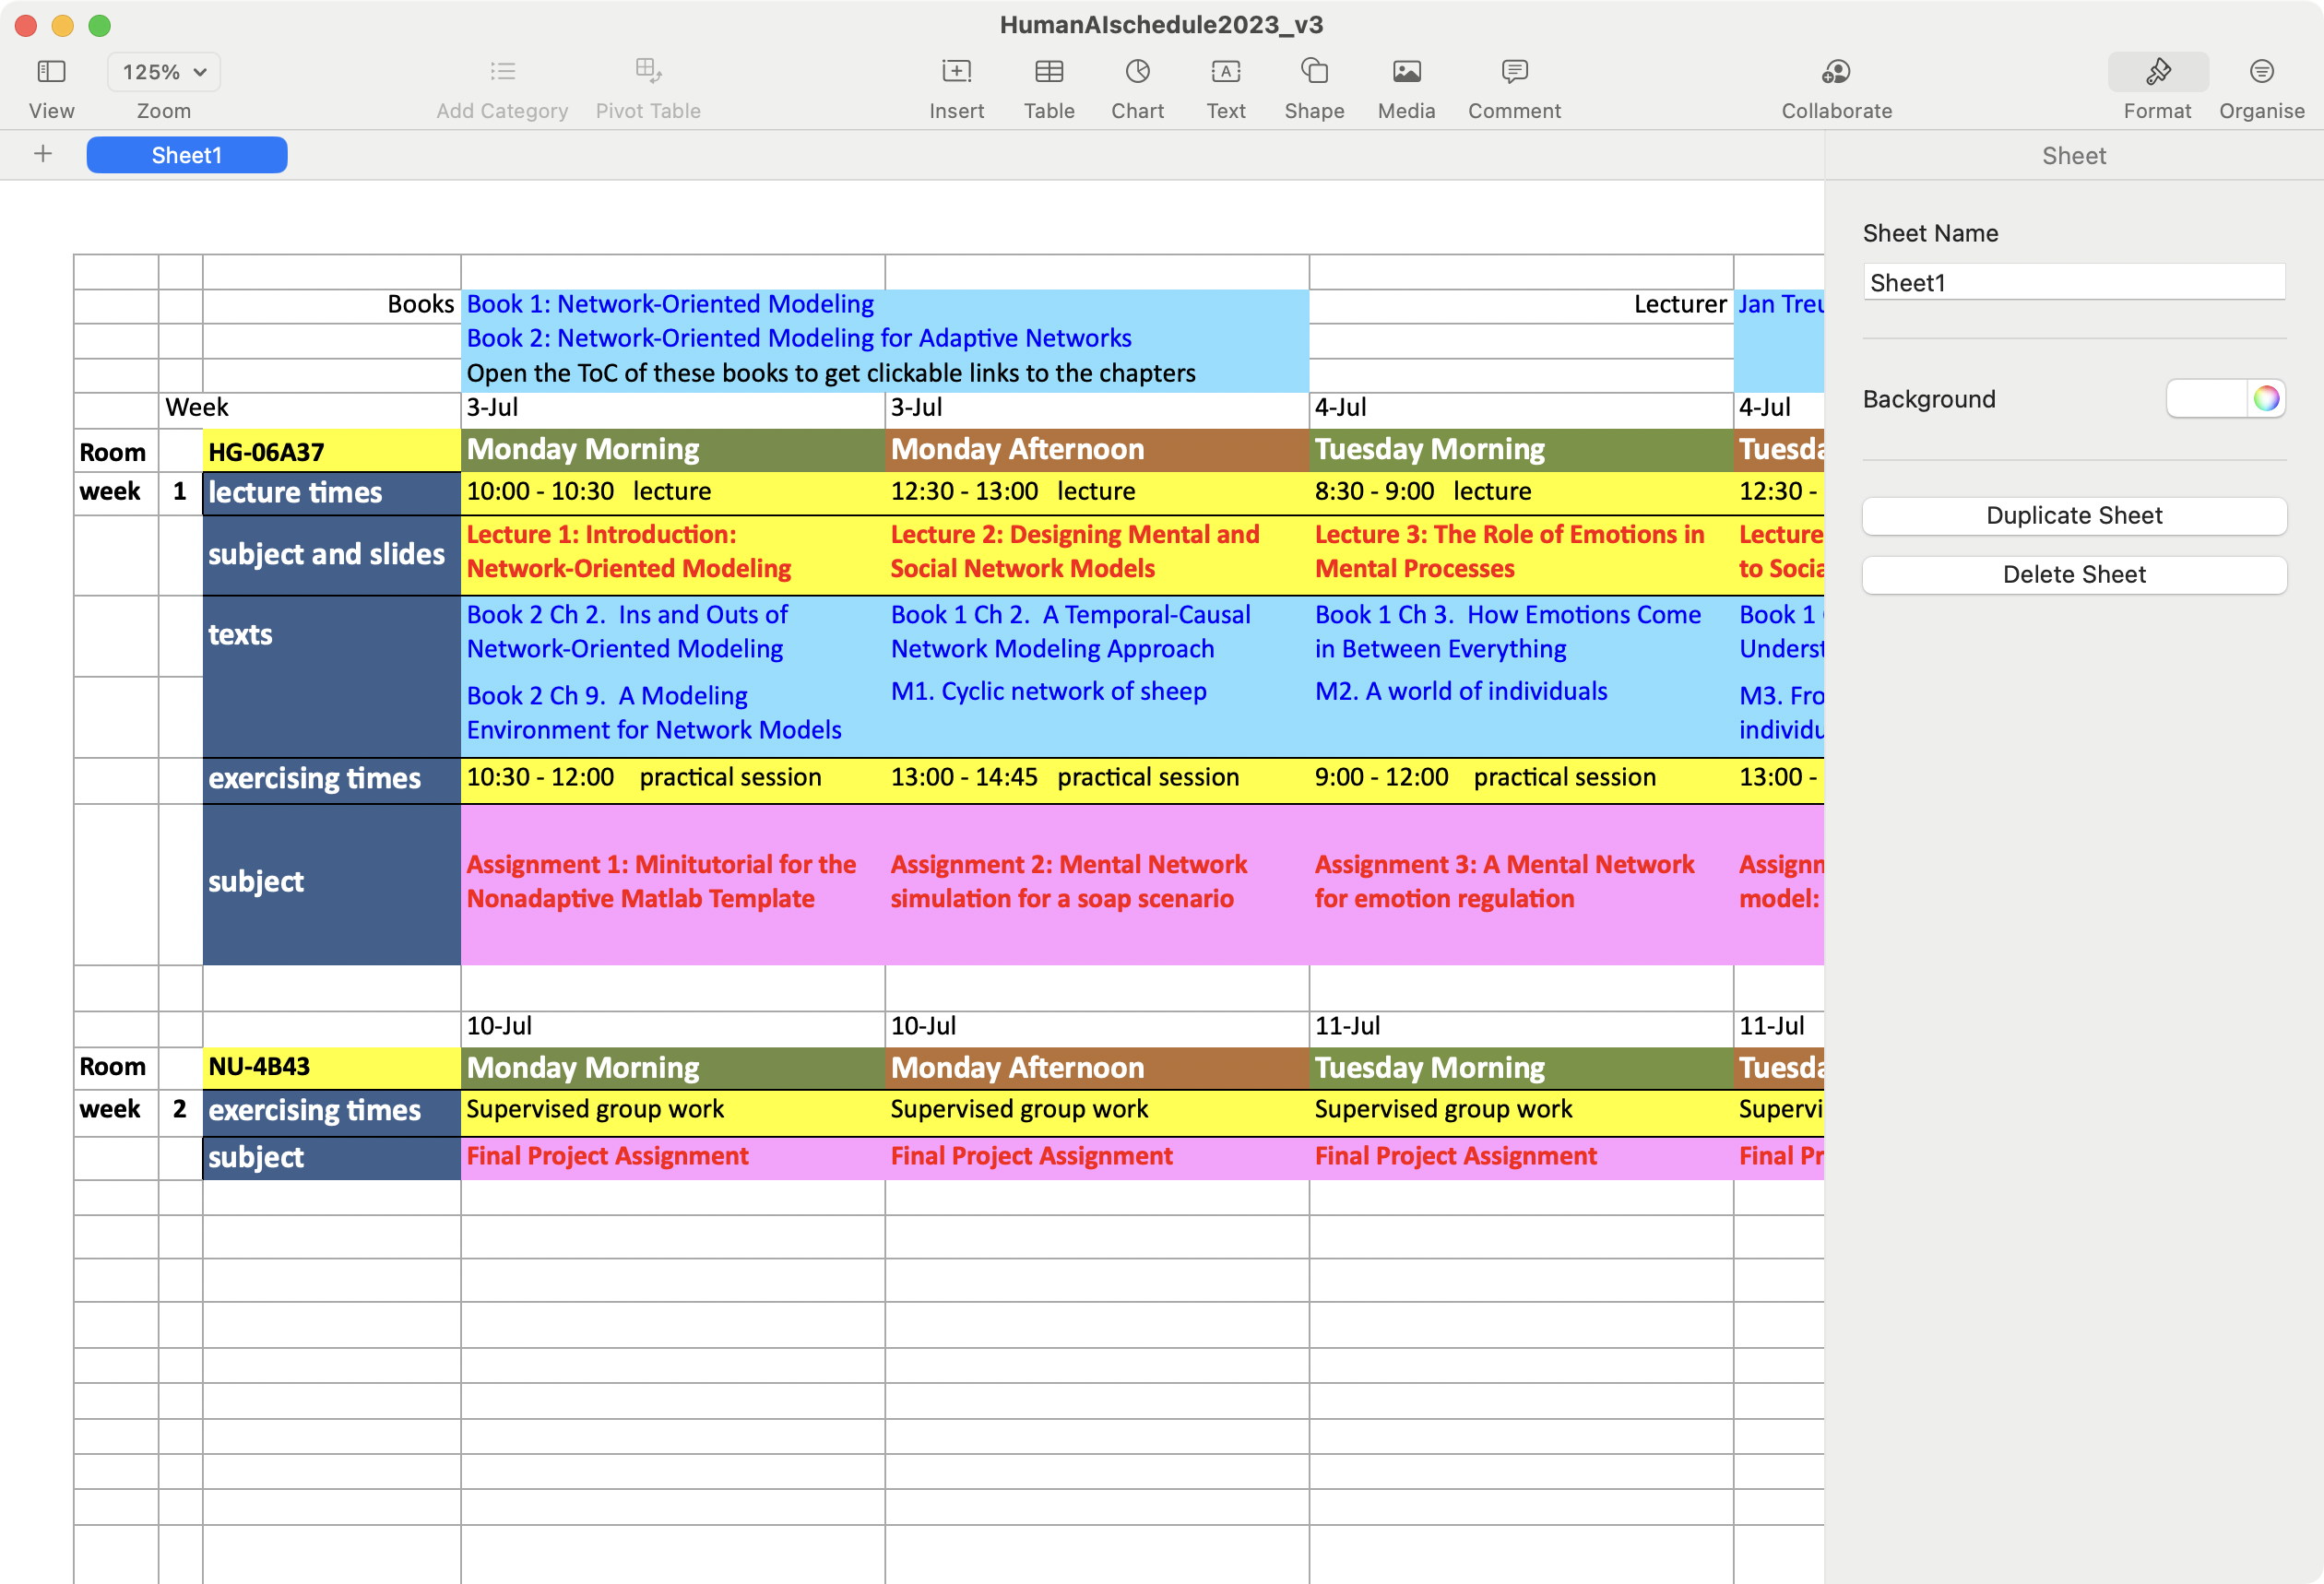 HumanAIschedule2023_v3
125%
View Zoom Add Category Pivot Table Insert Table Chart Text Shape Media Comment Collaborate Format Organise
Sheet1
Sheet
Sheet Name
Sheet1
Background
Duplicate Sheet
Delete Sheet
Books Book 1: Network-Oriented Modeling Lecturer Jan Treu
Book 2: Network-Oriented Modeling for Adaptive Networks
Open the ToC of these books to get clickable links to the chapters
Week 3-Jul 3-Jul 4-Jul 4-Jul
Room HG-06A37 Monday Morning Monday Afternoon Tuesday Morning Tuesda
week 1 lecture times 10:00 - 10:30 lecture 12:30 - 13:00 lecture 8:30 - 9:00 lecture 12:30 -
subject and slides
Lecture 1: Introduction:
Network-Oriented Modeling
Lecture 2: Designing Mental and
Social Network Models
Lecture 3: The Role of Emotions in
Mental Processes
Lecture
to Socia
texts
Book 2 Ch 2. Ins and Outs of
Network-Oriented Modeling
Book 1 Ch 2. A Temporal-Causal
Network Modeling Approach
Book 1 Ch 3. How Emotions Come
in Between Everything
Book 1
Underst
Book 2 Ch 9. A Modeling
Environment for Network Models
M1. Cyclic network of sheep
M2. A world of individuals
M3. Fro
individu
exercising times 10:30 - 12:00 practical session 13:00 - 14:45 practical session 9:00 - 12:00 practical session 13:00 -
subject
Assignment 1: Minitutorial for the
Nonadaptive Matlab Template
Assignment 2: Mental Network
simulation for a soap scenario
Assignment 3: A Mental Network
for emotion regulation
Assignm
model:
10-Jul 10-Jul 11-Jul 11-Jul
Room NU-4B43 Monday Morning Monday Afternoon Tuesday Morning Tuesda
week 2 exercising times Supervised group work Supervised group work Supervised group work Supervi
subject Final Project Assignment Final Project Assignment Final Project Assignment Final Pr